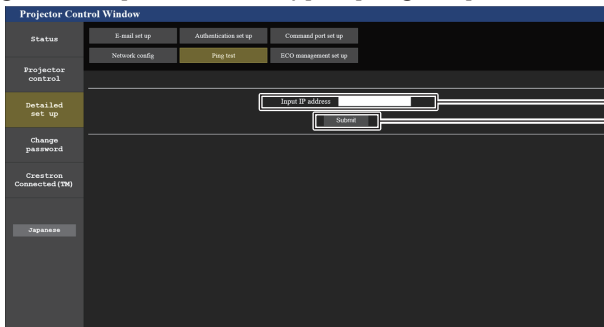 Projector Control Window
Status
E-mail set up
Authentication set up
Command port set up
Network config
Ping test
ECO management set up
Projector
control
Input IP address
Detailed
set up
Submit
Change
password
Crestron
Connected(TM)
Japanese